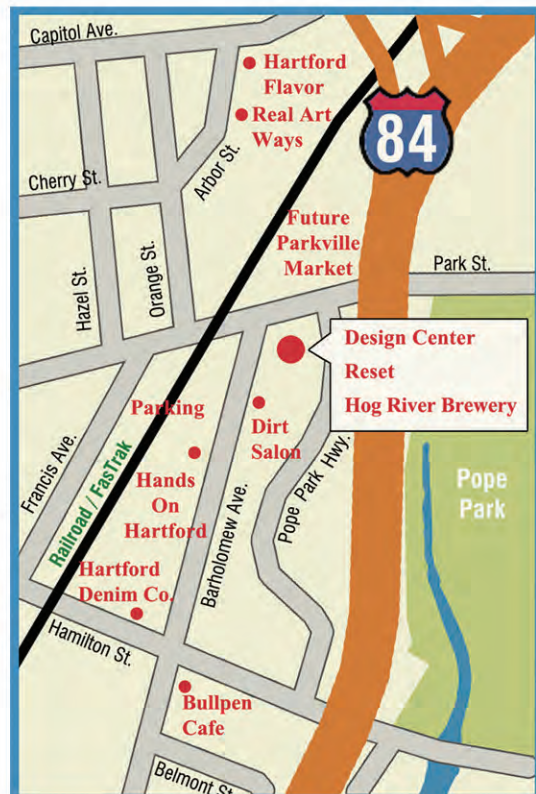 Capitol Ave.
Hartford
Flavor
Real Art
Ways
84
Arbor St.
Cherry St.
Future
Parkville
Market
Park St.
Hazel St.
Orange St.
Design Center
Reset
Hog River Brewery
Parking
Dirt
Salon
Francis Ave.
Railroad / FasTrak
Hands
On
Hartford
Barholomew Ave.
Pope Park Hwy.
Pope
Park
Hartford
Denim Co.
Hamilton St.
Bullpen
Cafe
Belmont St.